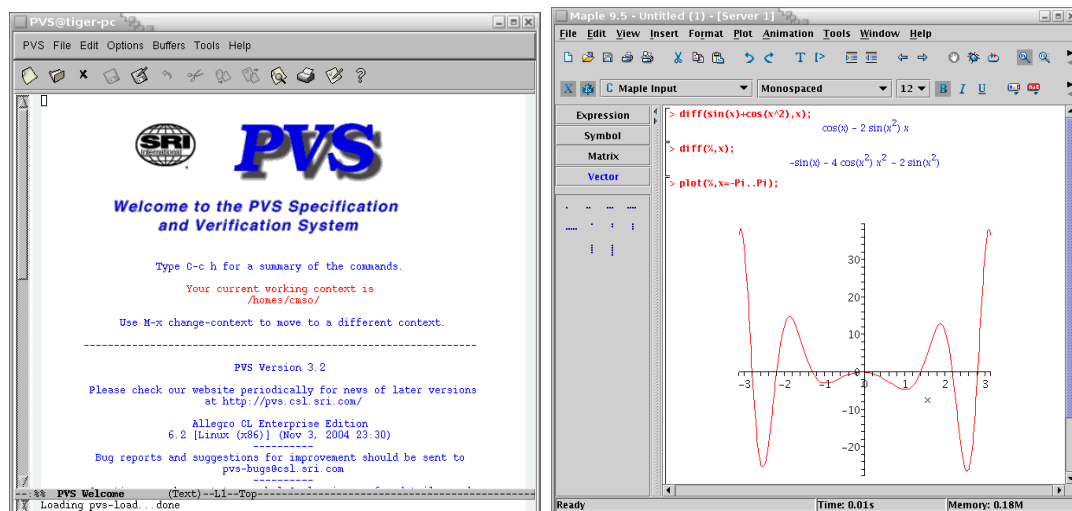 PVS@tiger-pc
PVS File Edit Options Buffers Tools Help
SRI
International
PVS
Welcome to the PVS Specification
and Verification System
Type C-c h for a summary of the commands.
Your current working context is
/homes/cmso/
Use M-x change-context to move to a different context.
PVS Version 3.2
Please check our website periodically for news of later versions
at http://pvs.csl.sri.com/
Allegro CL Enterprise Edition
6.2 [Linux (x86)] (Nov 3, 2004 23:30)
----------
Bug reports and suggestions for improvement should be sent to
pvs-bugs@csl.sri.com
----------
--:%% PVS Welcome (Text)--L1--Top
Loading pvs-load...done
Maple 9.5 - Untitled (1) - [Server 1]
File Edit View Insert Format Plot Animation Tools Window Help
T [>
X C Maple Input Monospaced 12 B I U
Expression
Symbol
Matrix
Vector
> diff(sin(x)+cos(x^2),x);
cos(x) − 2 sin(x²) x
> diff(%,x);
-sin(x) − 4 cos(x²) x² − 2 sin(x²)
> plot(%,x=-Pi..Pi);
30
20
10
-3 -2 -1 0 1 2 3
-10
-20
Ready Time: 0.01s Memory: 0.18M